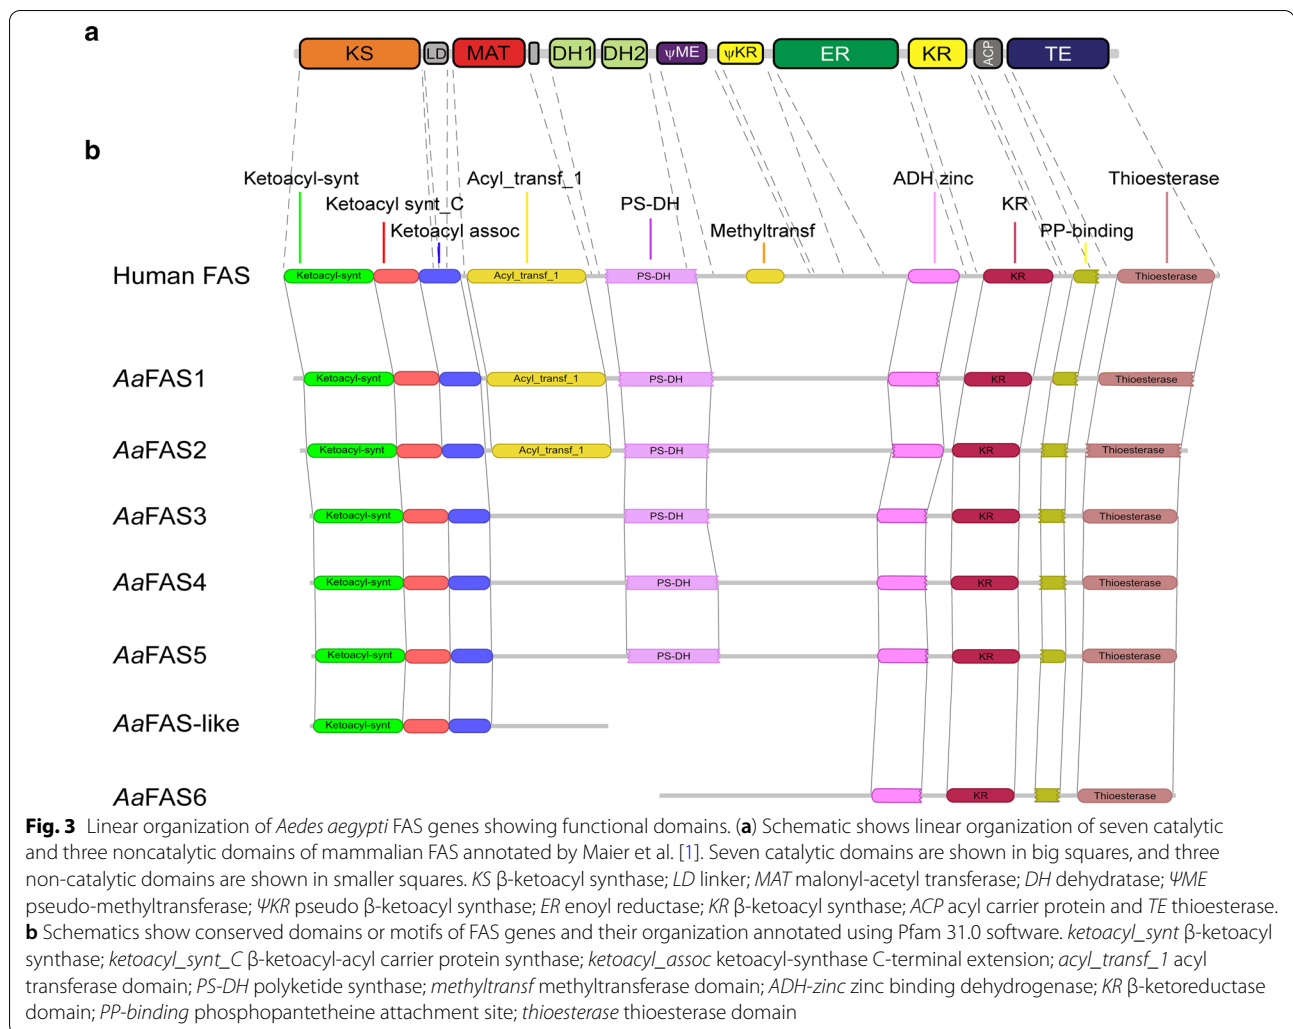 a
KS LD MAT DH1 DH2 ψME ψKR ER KR ACP TE
b
Ketoacyl-synt Acyl_transf_1 ADH zinc Thioesterase
Ketoacyl synt_C PS-DH KR
Ketoacyl assoc Methyltransf PP-binding
Human FAS Ketoacyl-synt Acyl_transf_1 PS-DH KR Thioesterase
AaFAS1 Ketoacyl-synt Acyl_transf_1 PS-DH KR Thioesterase
AaFAS2 Ketoacyl-synt Acyl_transf_1 PS-DH KR Thioesterase
AaFAS3 Ketoacyl-synt PS-DH KR Thioesterase
AaFAS4 Ketoacyl-synt PS-DH KR Thioesterase
AaFAS5 Ketoacyl-synt PS-DH KR Thioesterase
AaFAS-like Ketoacyl-synt
AaFAS6 KR Thioesterase
Fig. 3 Linear organization of Aedes aegypti FAS genes showing functional domains. (a) Schematic shows linear organization of seven catalytic
and three noncatalytic domains of mammalian FAS annotated by Maier et al. [1]. Seven catalytic domains are shown in big squares, and three
non-catalytic domains are shown in smaller squares. KS β-ketoacyl synthase; LD linker; MAT malonyl-acetyl transferase; DH dehydratase; ΨME
pseudo-methyltransferase; ΨKR pseudo β-ketoacyl synthase; ER enoyl reductase; KR β-ketoacyl synthase; ACP acyl carrier protein and TE thioesterase.
b Schematics show conserved domains or motifs of FAS genes and their organization annotated using Pfam 31.0 software. ketoacyl_synt β-ketoacyl
synthase; ketoacyl_synt_C β-ketoacyl-acyl carrier protein synthase; ketoacyl_assoc ketoacyl-synthase C-terminal extension; acyl_transf_1 acyl
transferase domain; PS-DH polyketide synthase; methyltransf methyltransferase domain; ADH-zinc zinc binding dehydrogenase; KR β-ketoreductase
domain; PP-binding phosphopantetheine attachment site; thioesterase thioesterase domain